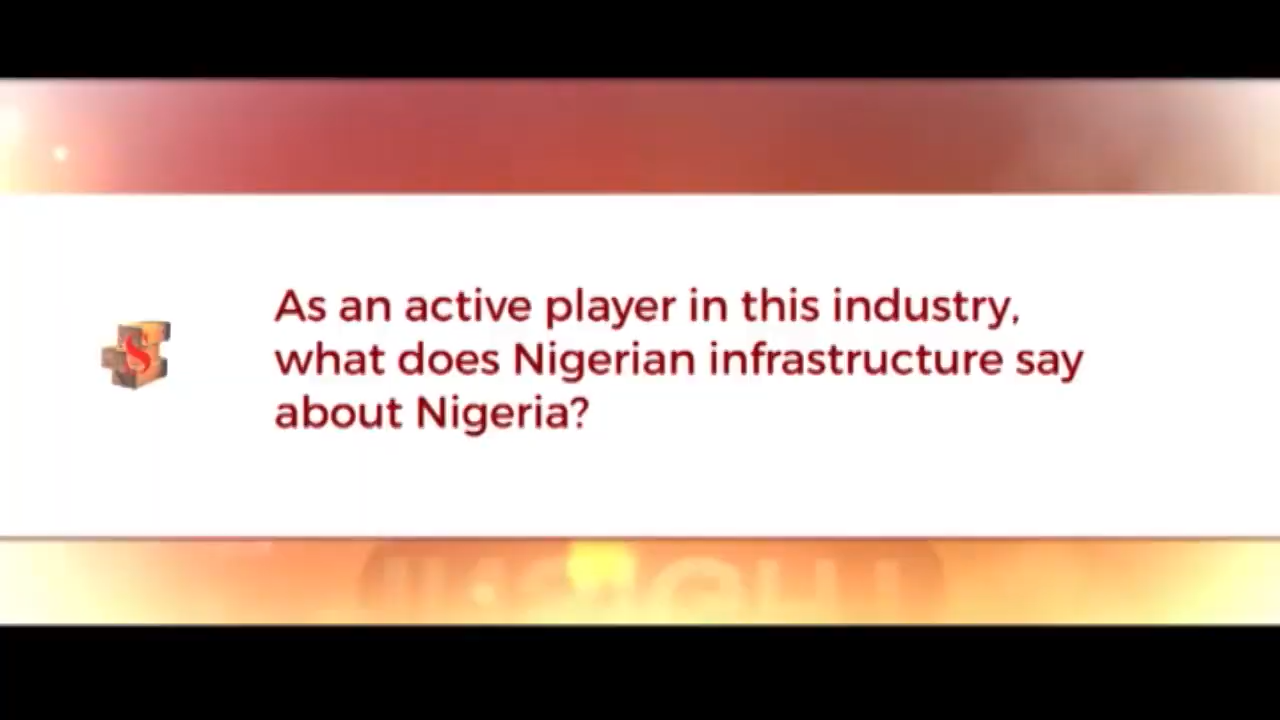 As an active player in this industry,
what does Nigerian infrastructure say
about Nigeria?